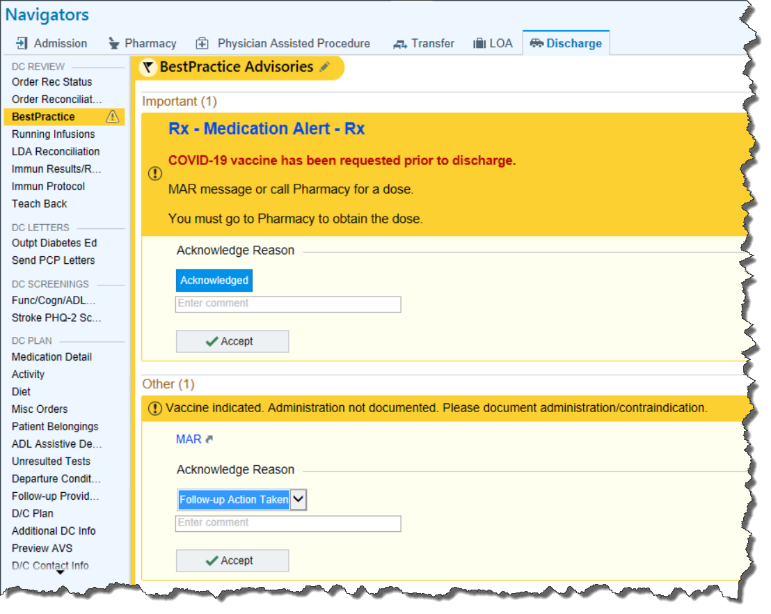 Navigators
Admission Pharmacy Physician Assisted Procedure Transfer LOA Discharge
DC REVIEW
Order Rec Status
Order Reconciliat...
BestPractice
Running Infusions
LDA Reconciliation
Immun Results/R...
Immun Protocol
Teach Back
DC LETTERS
Outpt Diabetes Ed
Send PCP Letters
DC SCREENINGS
Func/Cogn/ADL...
Stroke PHQ-2 Sc...
DC PLAN
Medication Detail
Activity
Diet
Misc Orders
Patient Belongings
ADL Assistive De...
Unresulted Tests
Departure Condit...
Follow-up Provid...
D/C Plan
Additional DC Info
Preview AVS
D/C Contact Info
BestPractice Advisories
Important (1)
Rx - Medication Alert - Rx
COVID-19 vaccine has been requested prior to discharge.
MAR message or call Pharmacy for a dose.
You must go to Pharmacy to obtain the dose.
Acknowledge Reason
Acknowledged
Enter comment
Accept
Other (1)
Vaccine indicated. Administration not documented. Please document administration/contraindication.
MAR
Acknowledge Reason
Follow-up Action Taken
Enter comment
Accept